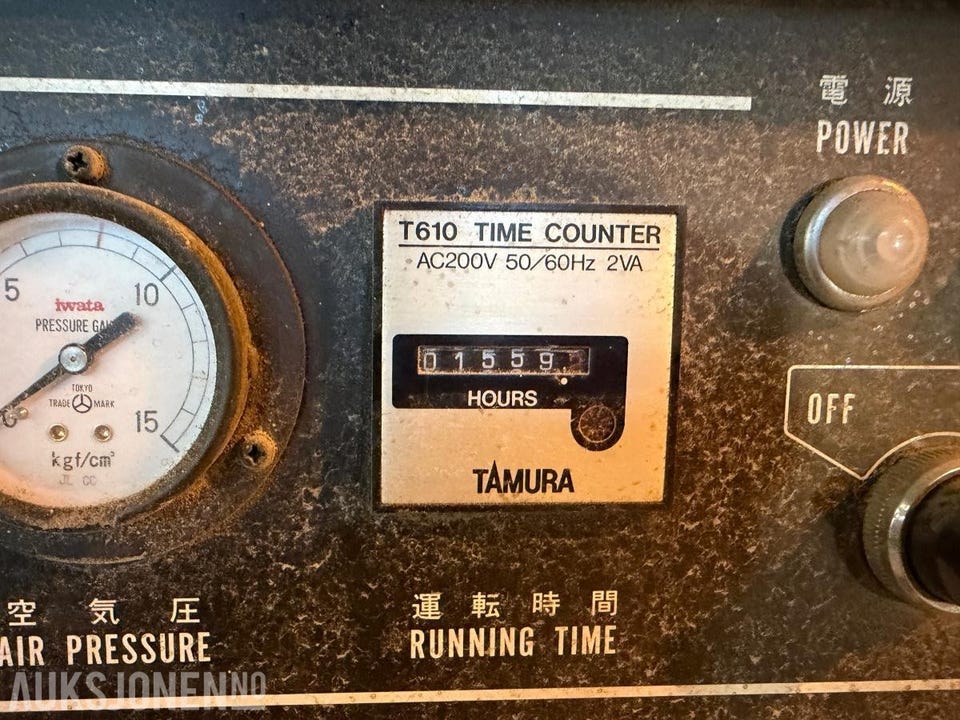 電源
POWER
T610 TIME COUNTER
AC200V 50/60Hz 2VA
5
10
iwata
PRESSURE
01559
HOURS
OFF
TOKYO
TRADE MARK
0
15
kgf/cm²
TAMURA
空気圧
AIR PRESSURE
運転時間
RUNNING TIME
AUKSJONEN.NO